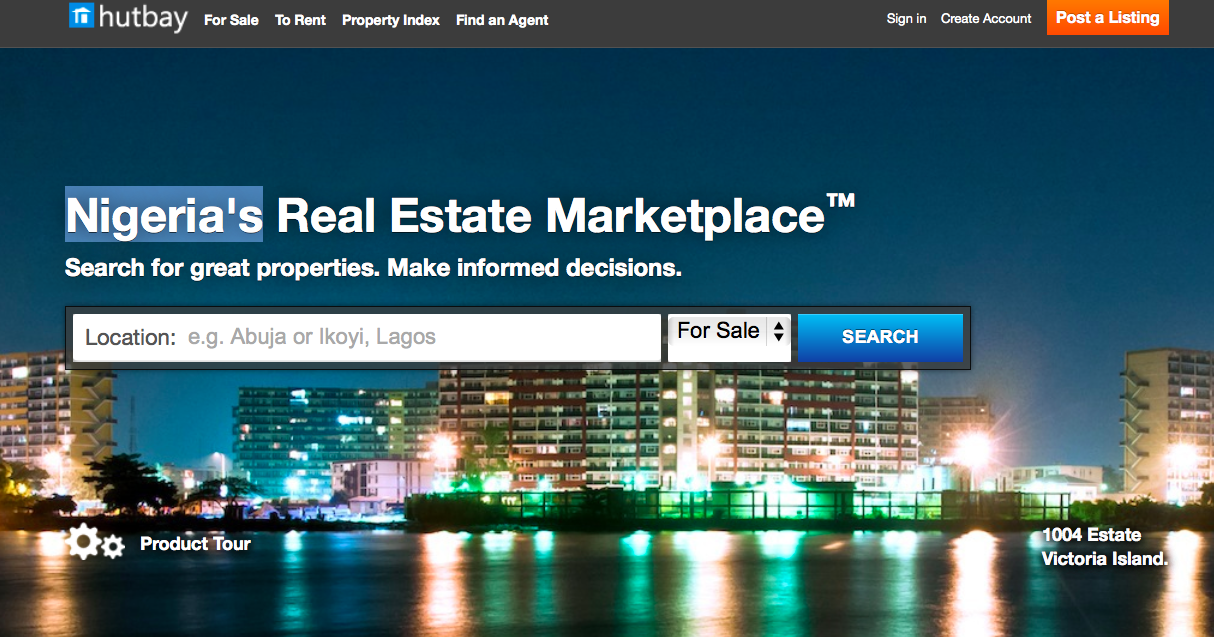 hutbay For Sale To Rent Property Index Find an Agent Sign in Create Account Post a Listing
Nigeria's Real Estate Marketplace™
Search for great properties. Make informed decisions.
Location: e.g. Abuja or Ikoyi, Lagos For Sale SEARCH
Product Tour
1004 Estate
Victoria Island.